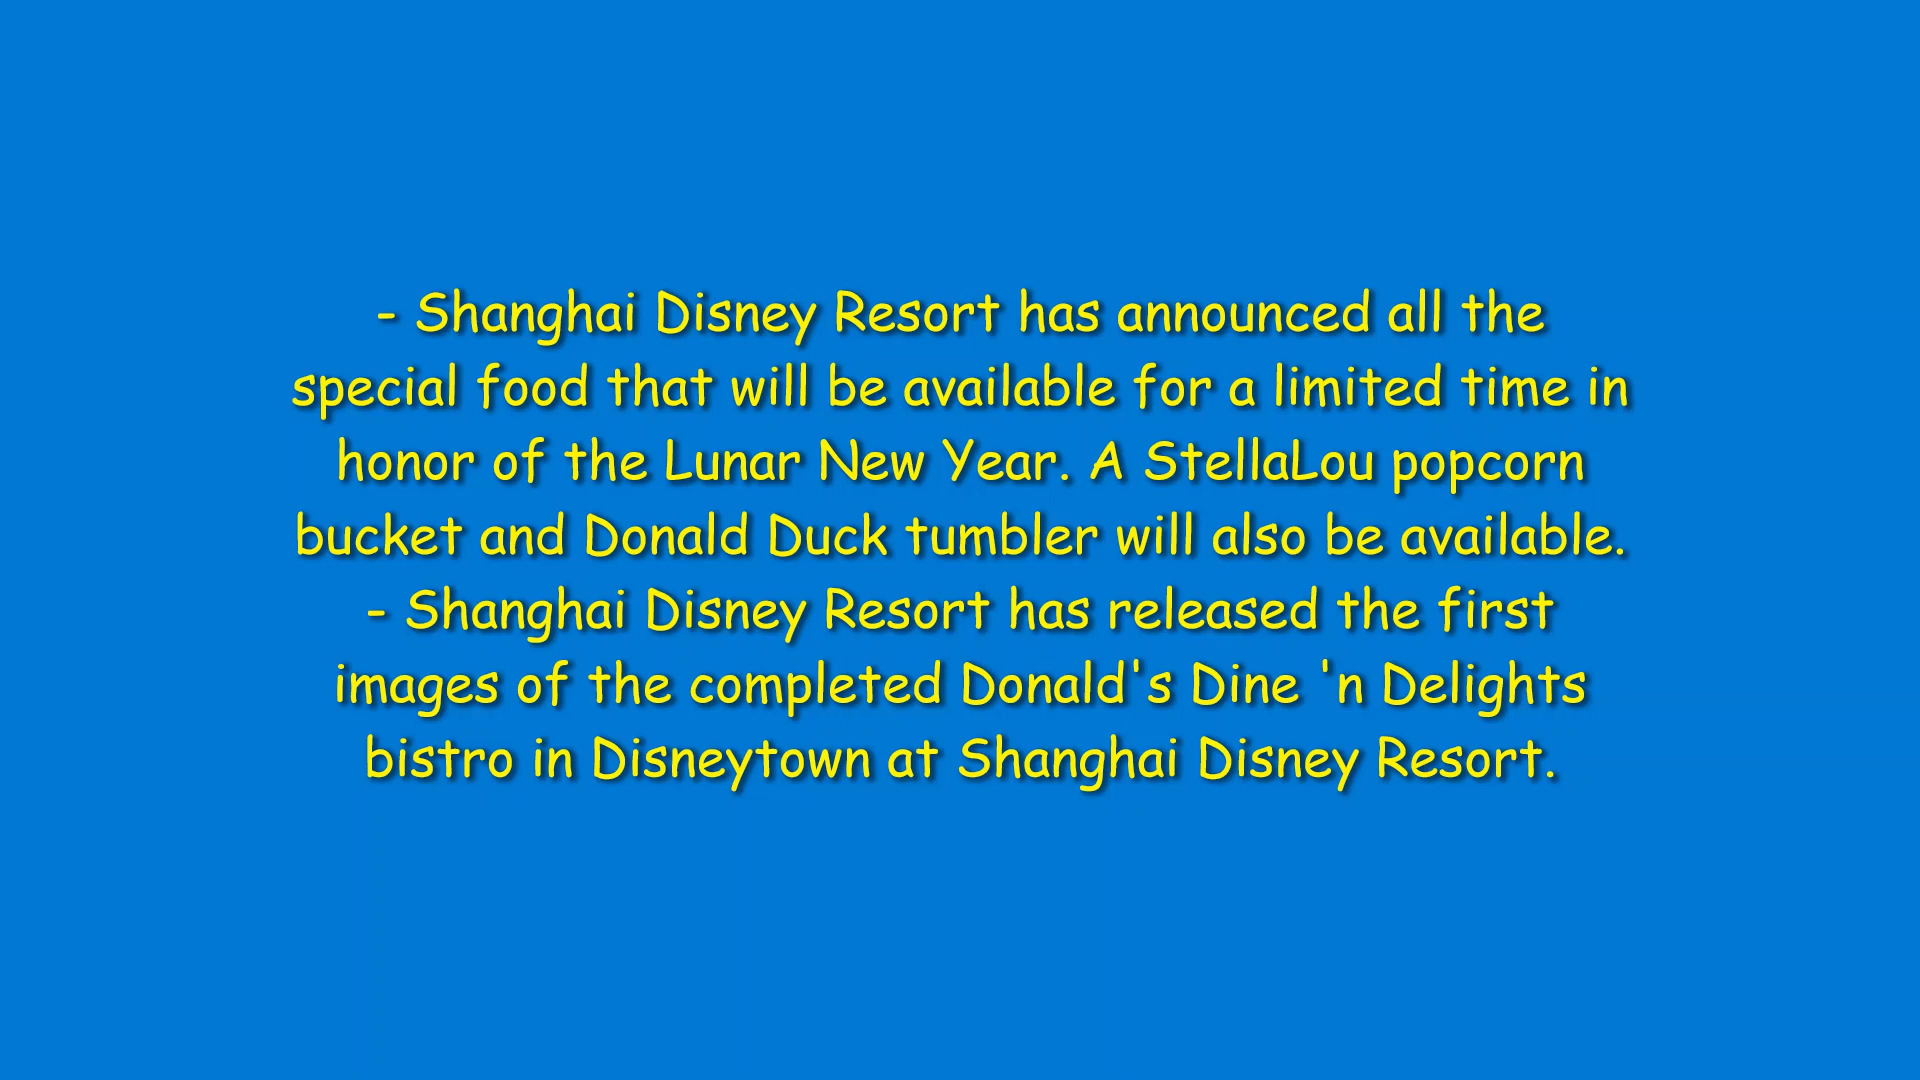 - Shanghai Disney Resort has announced all the
special food that will be available for a limited time in
honor of the Lunar New Year. A StellaLou popcorn
bucket and Donald Duck tumbler will also be available.
- Shanghai Disney Resort has released the first
images of the completed Donald's Dine 'n Delights
bistro in Disneytown at Shanghai Disney Resort.